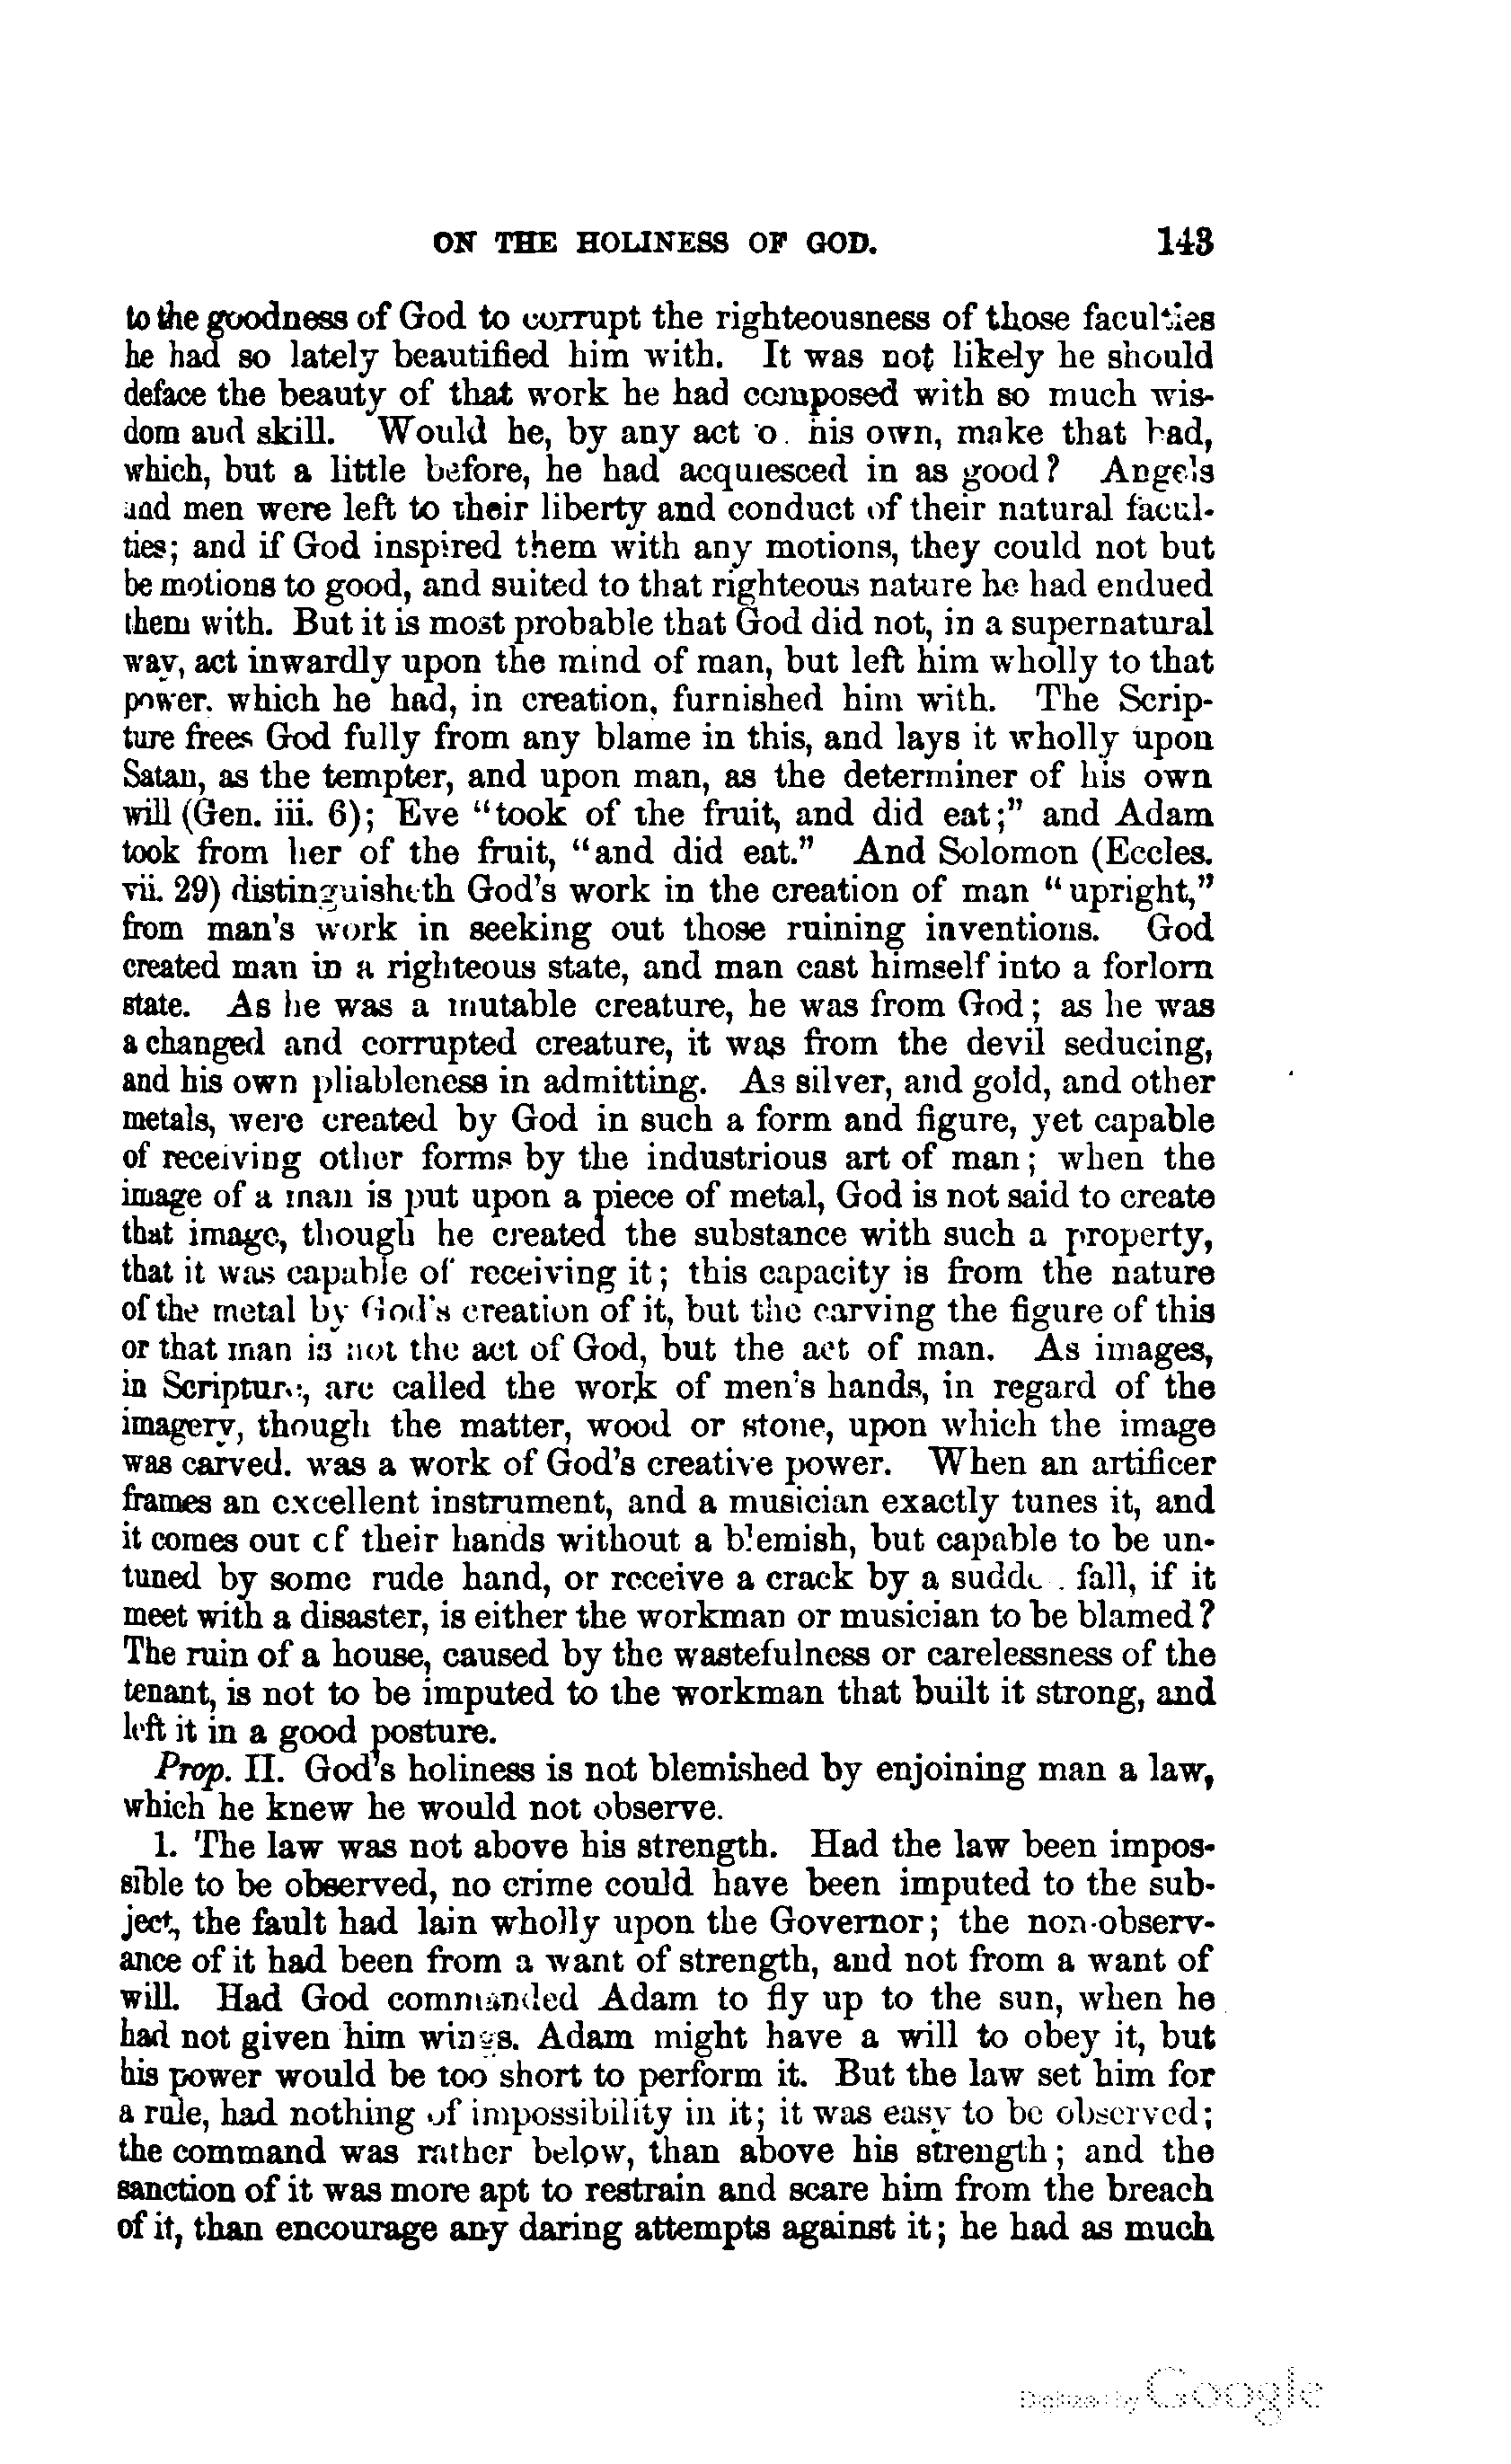 ON THE HOLINESS OF GOD. 143
to the goodness of God to corrupt the righteousness of those faculties
he had so lately beautified him with. It was not likely he should
deface the beauty of that work he had composed with so much wis-
dom and skill. Would he, by any act o. his own, make that bad,
which, but a little before, he had acquiesced in as good? Angels
and men were left to their liberty and conduct of their natural facul-
ties; and if God inspired them with any motions, they could not but
be motions to good, and suited to that righteous nature he had endued
them with. But it is most probable that God did not, in a supernatural
way, act inwardly upon the mind of man, but left him wholly to that
power. which he had, in creation, furnished him with. The Scrip-
ture frees God fully from any blame in this, and lays it wholly upon
Satan, as the tempter, and upon man, as the determiner of his own
will (Gen. iii. 6); Eve "took of the fruit, and did eat;" and Adam
took from her of the fruit, "and did eat." And Solomon (Eccles.
vii. 29) distinguisheth God's work in the creation of man "upright,"
from man's work in seeking out those ruining inventions. God
created man in a righteous state, and man cast himself into a forlorn
state. As he was a mutable creature, he was from God; as he was
a changed and corrupted creature, it was from the devil seducing,
and his own pliableness in admitting. As silver, and gold, and other
metals, were created by God in such a form and figure, yet capable
of receiving other forms by the industrious art of man; when the
image of a man is put upon a piece of metal, God is not said to create
that image, though he created the substance with such a property,
that it was capable of receiving it; this capacity is from the nature
of the metal by God's creation of it, but the carving the figure of this
or that man is not the act of God, but the act of man. As images,
in Scripture, are called the work of men's hands, in regard of the
imagery, though the matter, wood or stone, upon which the image
was carved. was a work of God's creative power. When an artificer
frames an excellent instrument, and a musician exactly tunes it, and
it comes out of their hands without a blemish, but capable to be un-
tuned by some rude hand, or receive a crack by a sudde. fall, if it
meet with a disaster, is either the workman or musician to be blamed?
The ruin of a house, caused by the wastefulness or carelessness of the
tenant, is not to be imputed to the workman that built it strong, and
left it in a good posture.
Prop. II. God's holiness is not blemished by enjoining man a law,
which he knew he would not observe.
1. The law was not above his strength. Had the law been impos-
sible to be observed, no crime could have been imputed to the sub-
ject, the fault had lain wholly upon the Governor; the non-observ-
ance of it had been from a want of strength, and not from a want of
will. Had God commanded Adam to fly up to the sun, when he
had not given him wings. Adam might have a will to obey it, but
his power would be too short to perform it. But the law set him for
a rule, had nothing of impossibility in it; it was easy to be observed;
the command was rather below, than above his strength; and the
sanction of it was more apt to restrain and scare him from the breach
of it, than encourage any daring attempts against it; he had as much
Digitized by Google